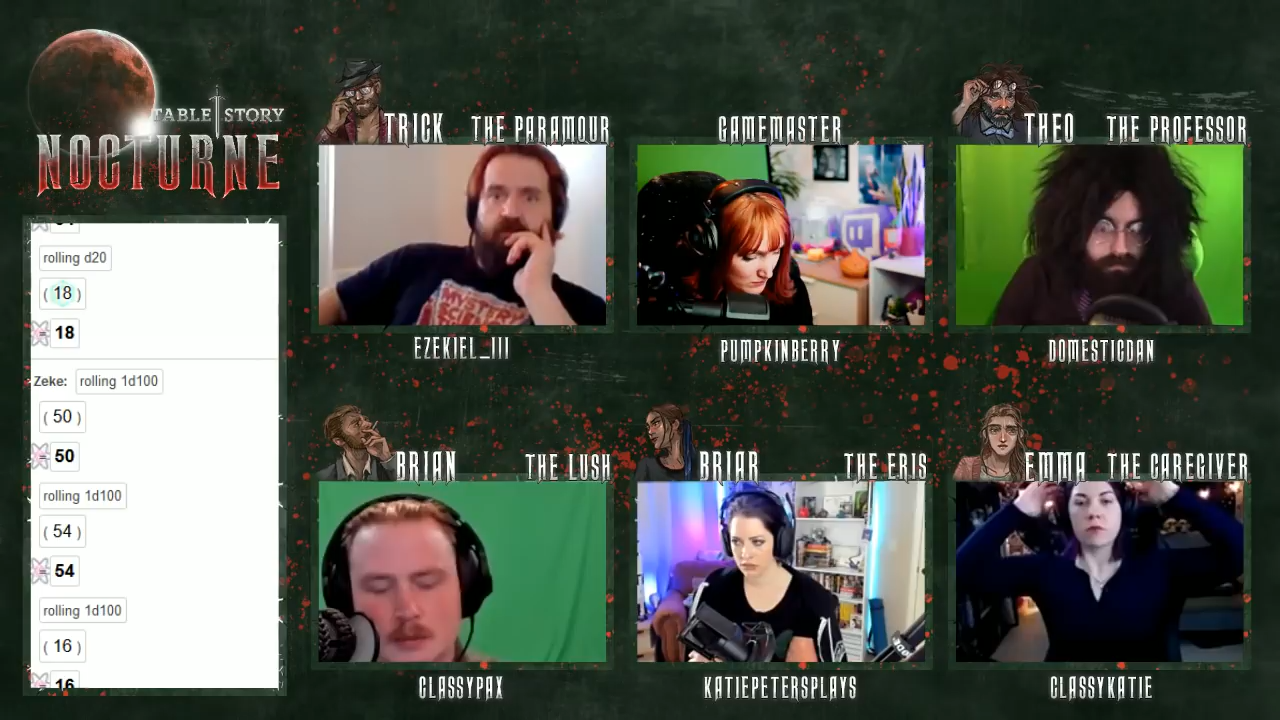 TABLE STORY
NOCTURNE
rolling d20
( 18 )
= 18
Zeke: rolling 1d100
( 50 )
= 50
rolling 1d100
( 54 )
= 54
rolling 1d100
( 16 )
= 16
TRICK THE PARAMOUR
EZEKIEL_III
GAMEMASTER
PUMPKINBERRY
THEO THE PROFESSOR
DOMESTICDAN
BRIAN THE LUSH
CLASSYPAX
BRIAR THE ERIS
KATIEPETERSPLAYS
EMMA THE CAREGIVER
CLASSYKATIE